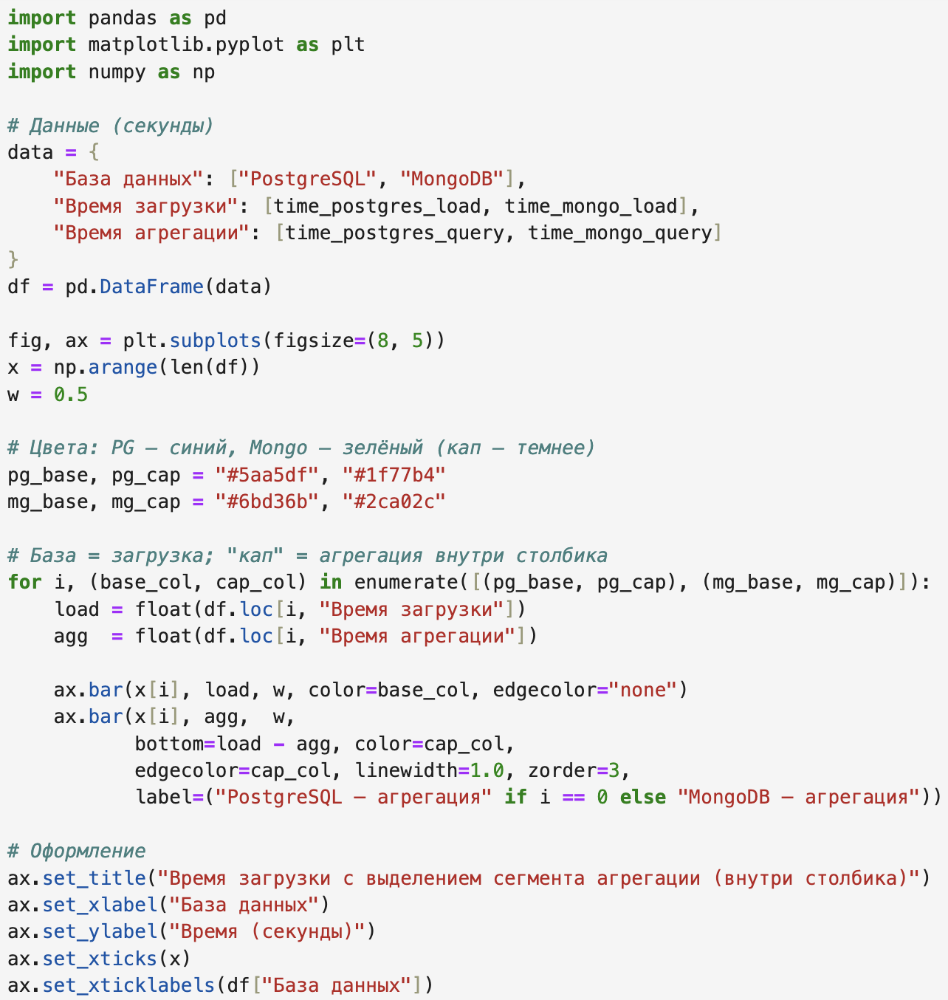 import pandas as pd
import matplotlib.pyplot as plt
import numpy as np

# Данные (секунды)
data = {
    "База данных": ["PostgreSQL", "MongoDB"],
    "Время загрузки": [time_postgres_load, time_mongo_load],
    "Время агрегации": [time_postgres_query, time_mongo_query]
}
df = pd.DataFrame(data)

fig, ax = plt.subplots(figsize=(8, 5))
x = np.arange(len(df))
w = 0.5

# Цвета: PG — синий, Mongo — зелёный (кап — темнее)
pg_base, pg_cap = "#5aa5df", "#1f77b4"
mg_base, mg_cap = "#6bd36b", "#2ca02c"

# База = загрузка; "кап" = агрегация внутри столбика
for i, (base_col, cap_col) in enumerate([(pg_base, pg_cap), (mg_base, mg_cap)]):
    load = float(df.loc[i, "Время загрузки"])
    agg  = float(df.loc[i, "Время агрегации"])

    ax.bar(x[i], load, w, color=base_col, edgecolor="none")
    ax.bar(x[i], agg,  w,
           bottom=load - agg, color=cap_col,
           edgecolor=cap_col, linewidth=1.0, zorder=3,
           label=("PostgreSQL — агрегация" if i == 0 else "MongoDB — агрегация"))

# Оформление
ax.set_title("Время загрузки с выделением сегмента агрегации (внутри столбика)")
ax.set_xlabel("База данных")
ax.set_ylabel("Время (секунды)")
ax.set_xticks(x)
ax.set_xticklabels(df["База данных"])